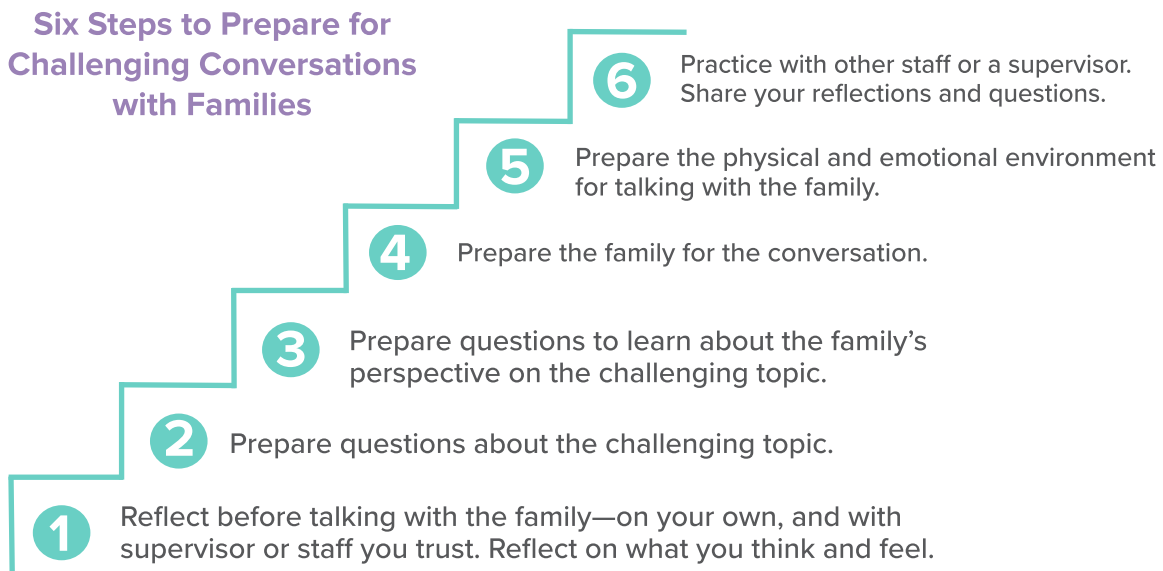 Six Steps to Prepare for
Challenging Conversations
with Families
6
Practice with other staff or a supervisor.
Share your reflections and questions.
5
Prepare the physical and emotional environment
for talking with the family.
4
Prepare the family for the conversation.
3
Prepare questions to learn about the family’s
perspective on the challenging topic.
2
Prepare questions about the challenging topic.
1
Reflect before talking with the family—on your own, and with
supervisor or staff you trust. Reflect on what you think and feel.